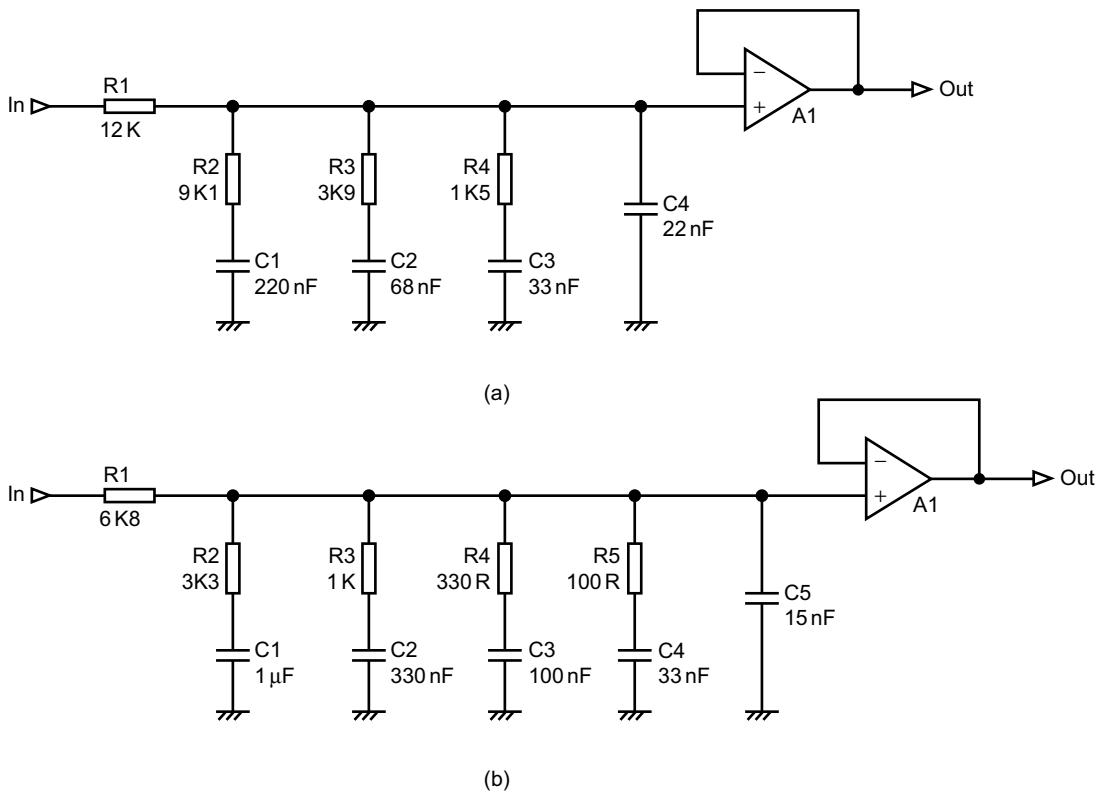 R1
In
12 K
−
+
A1
Out
R2
9 K1
R3
3K9
R4
1 K5
C4
22 nF
C1
220 nF
C2
68 nF
C3
33 nF
(a)
R1
In
6 K8
−
+
A1
Out
R2
3K3
R3
1 K
R4
330 R
R5
100 R
C5
15 nF
C1
1 µF
C2
330 nF
C3
100 nF
C4
33 nF
(b)